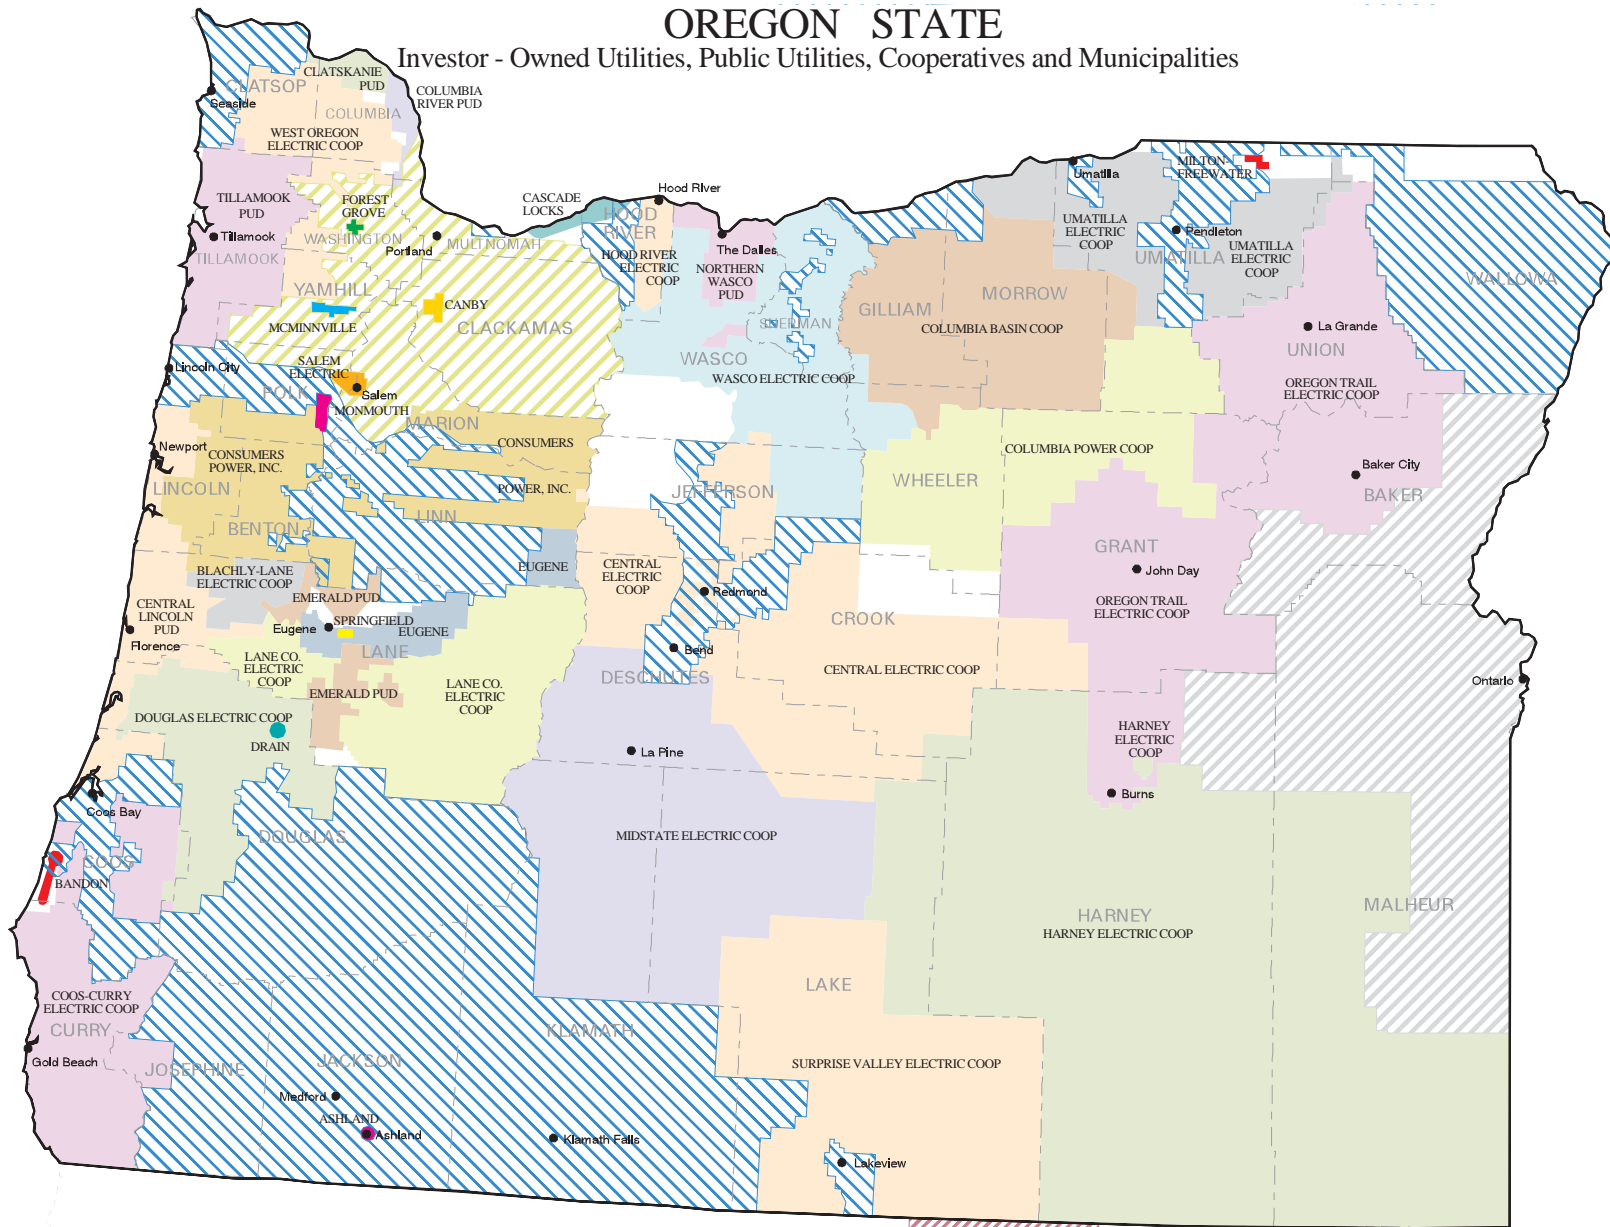 OREGON STATE
Investor - Owned Utilities, Public Utilities, Cooperatives and Municipalities
CLATSKANIE
PUD
CLATSOP
Seaside
COLUMBIA
RIVER PUD
COLUMBIA
WEST OREGON
ELECTRIC COOP
TILLAMOOK
PUD
Tillamook
TILLAMOOK
FOREST
GROVE
WASHINGTON
Portland
MULTNOMAH
CASCADE
LOCKS
Hood River
HOOD
RIVER
HOOD RIVER
ELECTRIC
COOP
The Dalles
NORTHERN
WASCO
PUD
Umatilla
MILTON-
FREEWATER
UMATILLA
ELECTRIC
COOP
Pendleton
UMATILLA
UMATILLA
ELECTRIC
COOP
WALLOWA
YAMHILL
CANBY
MCMINNVILLE
CLACKAMAS
SHERMAN
GILLIAM
MORROW
COLUMBIA BASIN COOP
La Grande
UNION
OREGON TRAIL
ELECTRIC COOP
WASCO
WASCO ELECTRIC COOP
Lincoln City
SALEM
ELECTRIC
POLK
Salem
MONMOUTH
MARION
Newport
CONSUMERS
POWER, INC.
CONSUMERS
POWER, INC.
LINCOLN
BENTON
LINN
JEFFERSON
WHEELER
COLUMBIA POWER COOP
Baker City
BAKER
GRANT
John Day
OREGON TRAIL
ELECTRIC COOP
BLACHLY-LANE
ELECTRIC COOP
EUGENE
CENTRAL
ELECTRIC
COOP
Redmond
EMERALD PUD
CENTRAL
LINCOLN
PUD
Florence
Eugene
SPRINGFIELD
EUGENE
LANE
CROOK
Bend
DESCHUTES
CENTRAL ELECTRIC COOP
LANE CO.
ELECTRIC
COOP
EMERALD PUD
LANE CO.
ELECTRIC
COOP
Ontario
DOUGLAS ELECTRIC COOP
DRAIN
La Pine
HARNEY
ELECTRIC
COOP
Burns
Coos Bay
DOUGLAS
MIDSTATE ELECTRIC COOP
COOS
BANDON
HARNEY
HARNEY ELECTRIC COOP
MALHEUR
LAKE
COOS-CURRY
ELECTRIC COOP
CURRY
Gold Beach
JOSEPHINE
JACKSON
KLAMATH
SURPRISE VALLEY ELECTRIC COOP
Medford
ASHLAND
Ashland
Klamath Falls
Lakeview